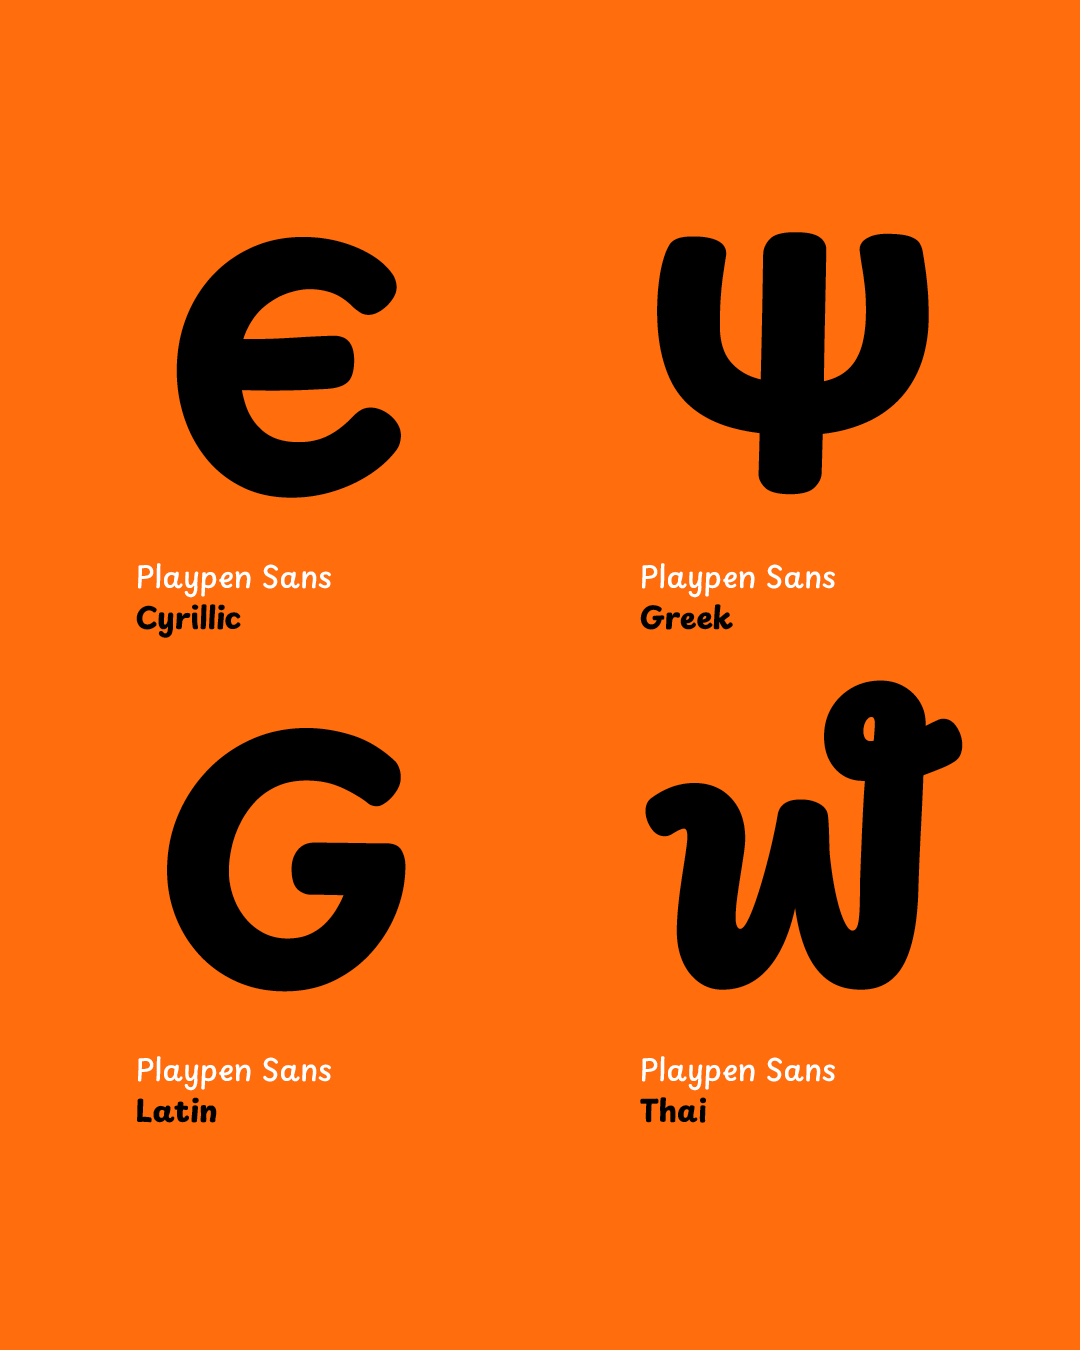 Є
Ψ
Playpen Sans
Cyrillic
Playpen Sans
Greek
G
ฬ
Playpen Sans
Latin
Playpen Sans
Thai